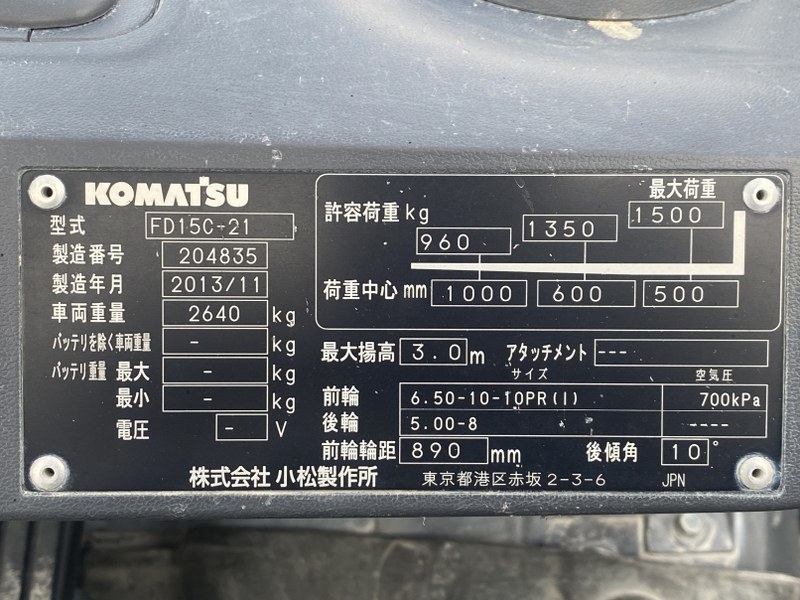 KOMATSU
型式 FD15C-21
製造番号 204835
製造年月 2013/11
車両重量 2640 kg
バッテリを除く車両重量 - kg
バッテリ重量 最大 - kg
最小 - kg
電圧 - V
最大荷重
許容荷重 kg 960 1350 1500
荷重中心 mm 1000 600 500
最大揚高 3.0 m アタッチメント ---
サイズ 空気圧
前輪 6.50-10-10PR(I) 700kPa
後輪 5.00-8 ----
前輪輪距 890 mm 後傾角 10°
株式会社 小松製作所 東京都港区赤坂 2-3-6 JPN